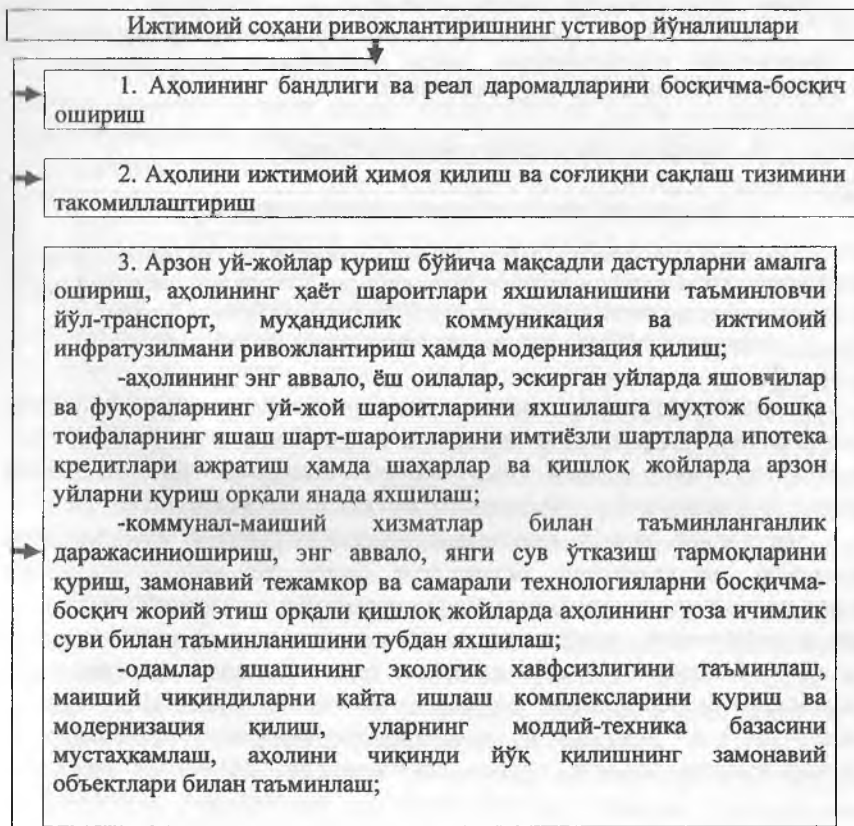 Ижтимоий соҳани ривожлантиришнинг устивор йўналишлари
1. Аҳолининг бандлиги ва реал даромадларини босқичма-босқич
ошириш
2. Аҳолини ижтимоий ҳимоя қилиш ва соғлиқни сақлаш тизимини
такомиллаштириш
3. Арзон уй-жойлар қуриш бўйича мақсадли дастурларни амалга
ошириш, аҳолининг ҳаёт шароитлари яхшиланишини таъминловчи
йўл-транспорт, муҳандислик коммуникация ва ижтимоий
инфратузилмани ривожлантириш ҳамда модернизация қилиш;
-аҳолининг энг аввало, ёш оилалар, эскирган уйларда яшовчилар
ва фуқораларнинг уй-жой шароитларини яхшилашга муҳтож бошқа
тоифаларнинг яшаш шарт-шароитларини имтиёзли шартларда ипотека
кредитлари ажратиш ҳамда шаҳарлар ва қишлоқ жойларда арзон
уйларни қуриш орқали янада яхшилаш;
-коммунал-маиший хизматлар билан таъминланганлик
даражасиниошириш, энг аввало, янги сув ўтказиш тармоқларини
қуриш, замонавий тежамкор ва самарали технологияларни босқичма-
босқич жорий этиш орқали қишлоқ жойларда аҳолининг тоза ичимлик
суви билан таъминланишини тубдан яхшилаш;
-одамлар яшашининг экологик хавфсизлигини таъминлаш,
маиший чиқиндиларни қайта ишлаш комплексларини қуриш ва
модернизация қилиш, уларнинг моддий-техника базасини
мустаҳкамлаш, аҳолини чиқинди йўқ қилишнинг замонавий
объектлари билан таъминлаш;